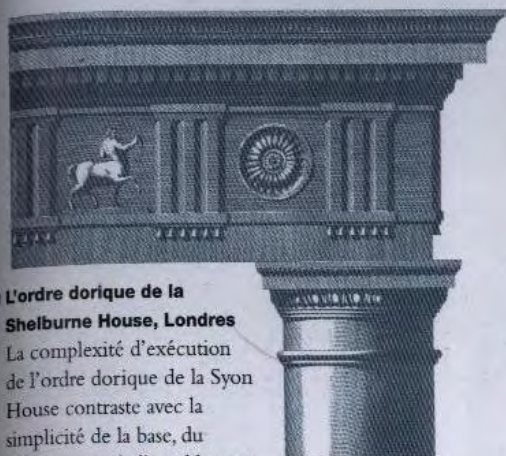 L'ordre dorique de la
Shelburne House, Londres
La complexité d'exécution
de l'ordre dorique de la Syon
House contraste avec la
simplicité de la base, du